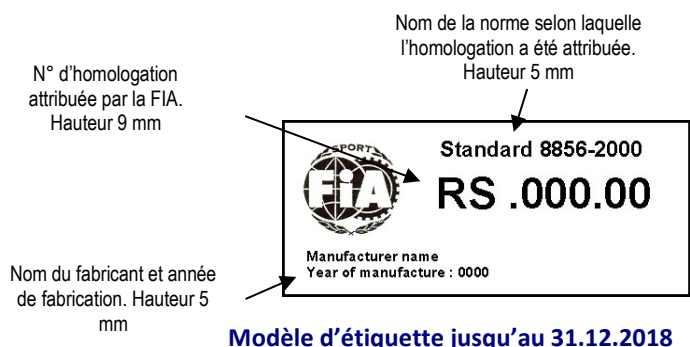 Nom de la norme selon laquelle
l'homologation a été attribuée.
Hauteur 5 mm
N° d'homologation
attribuée par la FIA.
Hauteur 9 mm
SPORT
FiA
Standard 8856-2000
RS .000.00
Manufacturer name
Year of manufacture : 0000
Nom du fabricant et année
de fabrication. Hauteur 5
mm
Modèle d'étiquette jusqu'au 31.12.2018